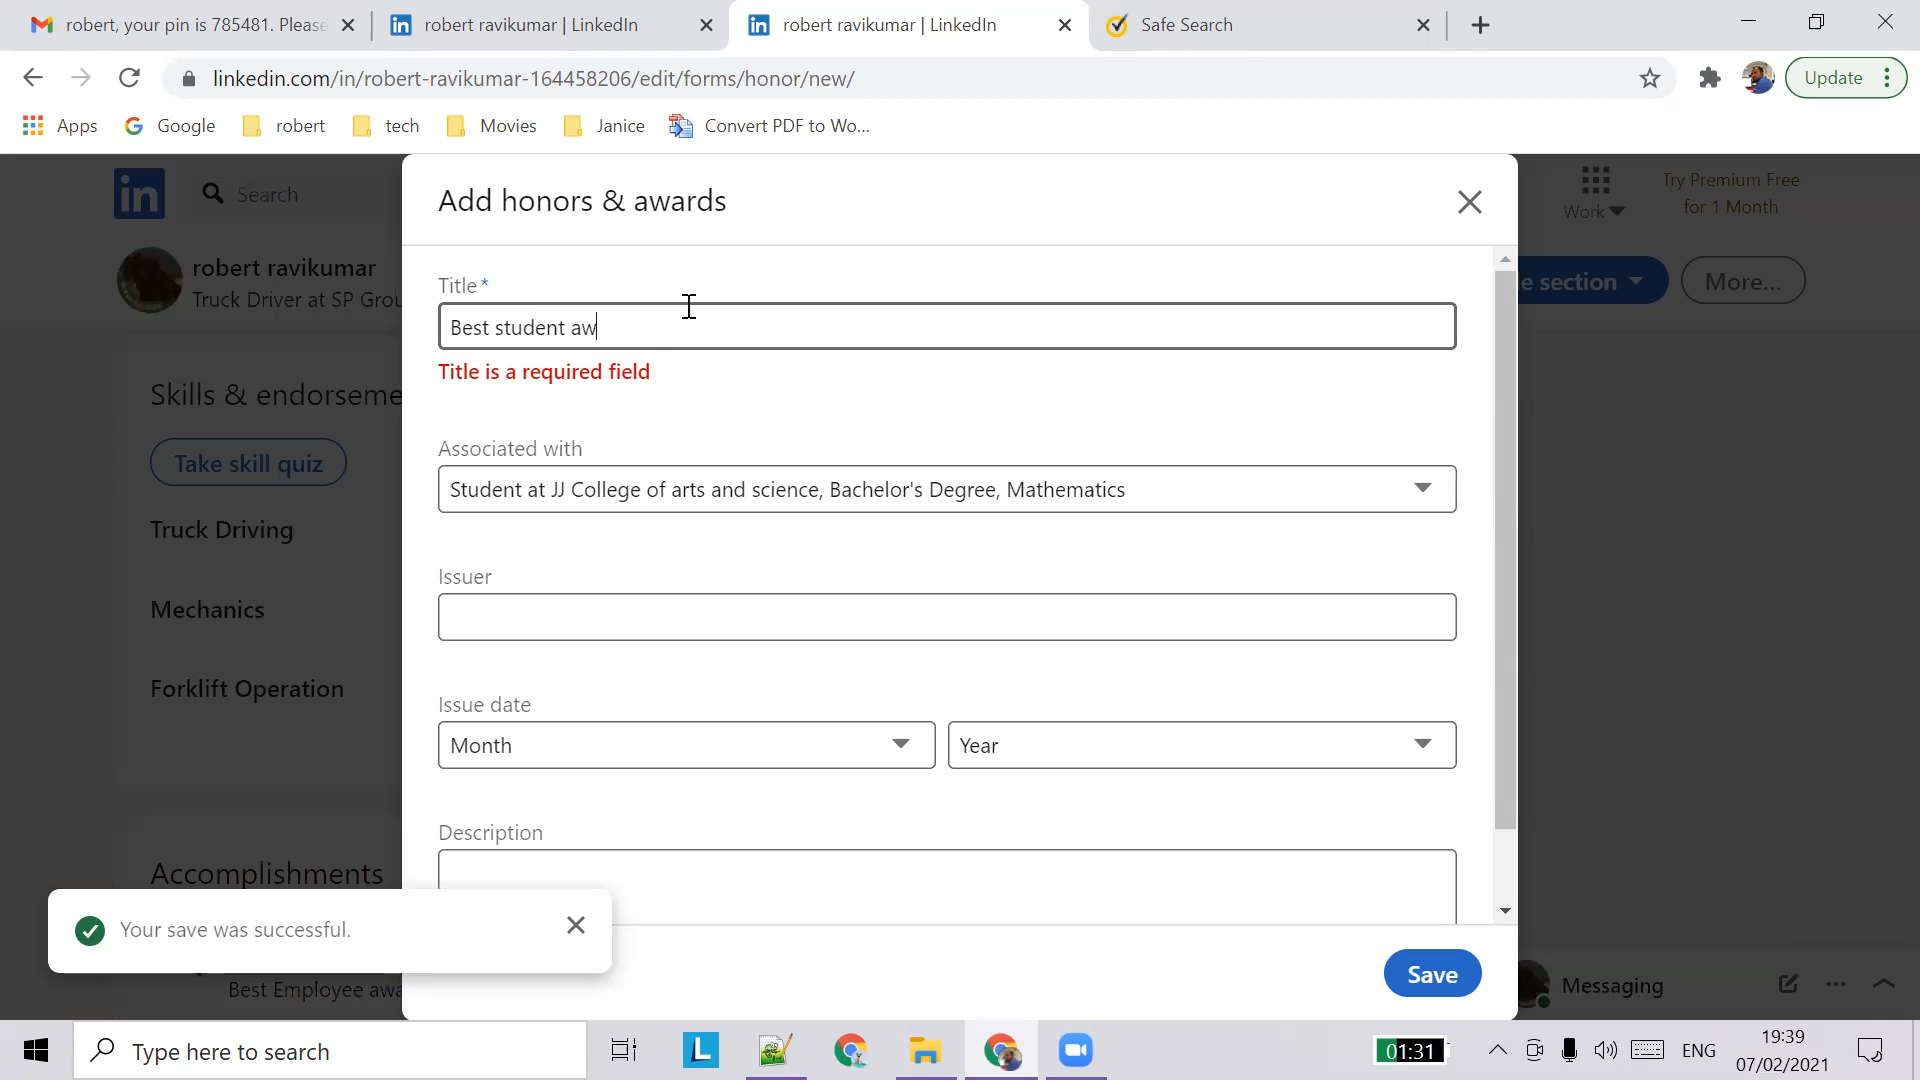 robert, your pin is 785481. Please
robert ravikumar | LinkedIn
robert ravikumar | LinkedIn
Safe Search
linkedin.com/in/robert-ravikumar-164458206/edit/forms/honor/new/
Update
Apps
Google
robert
tech
Movies
Janice
Convert PDF to Wo...
in
Search
Work
Try Premium Free
for 1 Month
robert ravikumar
Truck Driver at SP Grou
e section
More...
Add honors & awards
Title*
Best student aw
Title is a required field
Associated with
Student at JJ College of arts and science, Bachelor's Degree, Mathematics
Issuer
Issue date
Month
Year
Description
Save
Skills & endorseme
Take skill quiz
Truck Driving
Mechanics
Forklift Operation
Accomplishments
Your save was successful.
Best Employee awa
Messaging
Type here to search
L
01:31
ENG
19:39
07/02/2021